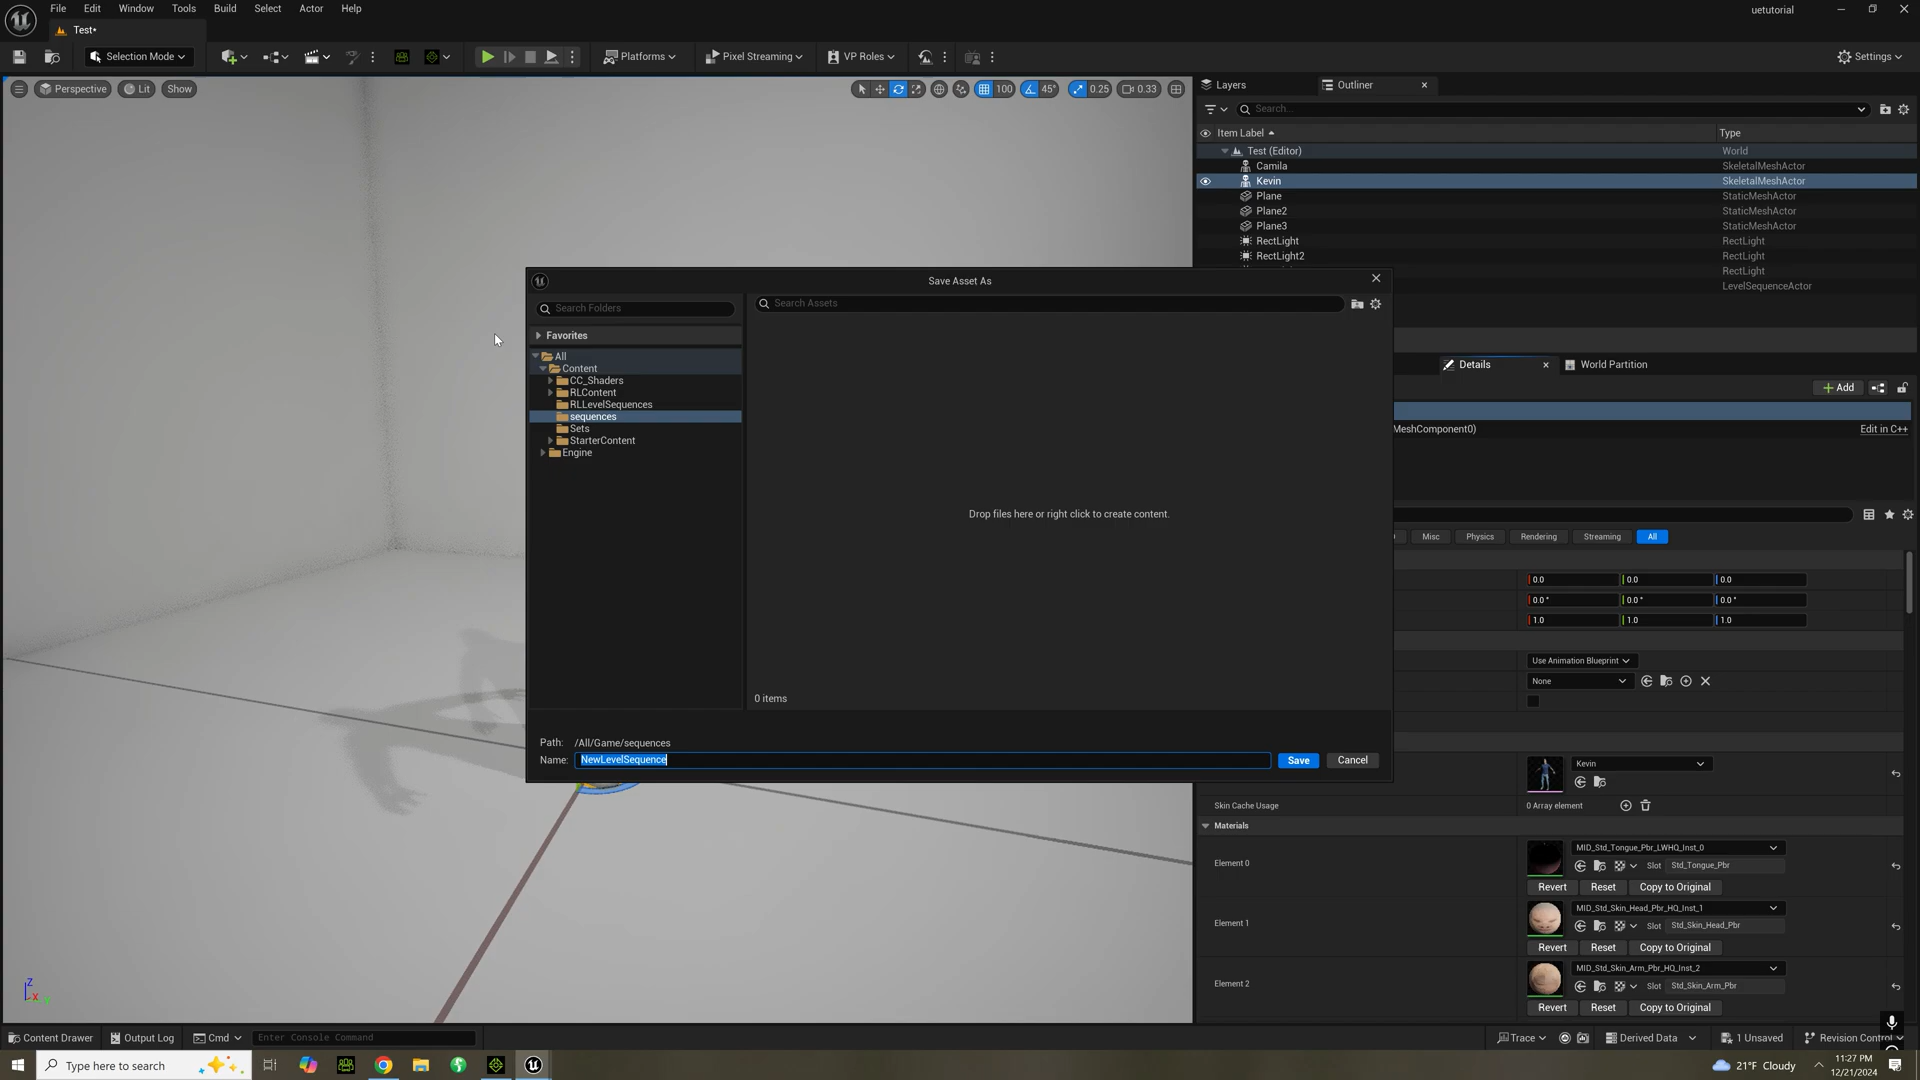 File Edit Window Tools Build Select Actor Help
uetutorial
Test*
Selection Mode
Platforms
Pixel Streaming
VP Roles
Settings
Perspective Lit Show
100 45° 0.25 0.33
Layers
Outliner
Search...
Item Label Type
Test (Editor) World
Camila SkeletalMeshActor
Kevin SkeletalMeshActor
Plane StaticMeshActor
Plane2 StaticMeshActor
Plane3 StaticMeshActor
RectLight RectLight
RectLight2 RectLight
RectLight
LevelSequenceActor
Save Asset As
Search Folders
Search Assets
Favorites
All
Content
CC_Shaders
RLContent
RLLevelSequences
sequences
Sets
StarterContent
Engine
Drop files here or right click to create content.
0 items
Path: /All/Game/sequences
Name: NewLevelSequence
Save Cancel
Details
World Partition
Add
MeshComponent0) Edit in C++
Misc Physics Rendering Streaming All
0.0 0.0 0.0
0.0 ° 0.0 ° 0.0 °
1.0 1.0 1.0
Use Animation Blueprint
None
Kevin
Skin Cache Usage 0 Array element
Materials
Element 0
MID_Std_Tongue_Pbr_LWHQ_Inst_0
Slot Std_Tongue_Pbr
Revert Reset Copy to Original
Element 1
MID_Std_Skin_Head_Pbr_HQ_Inst_1
Slot Std_Skin_Head_Pbr
Revert Reset Copy to Original
Element 2
MID_Std_Skin_Arm_Pbr_HQ_Inst_2
Slot Std_Skin_Arm_Pbr
Revert Reset Copy to Original
Z
X
Y
Content Drawer Output Log Cmd Enter Console Command
Trace Derived Data 1 Unsaved Revision Control
Type here to search
21°F Cloudy
11:27 PM
12/21/2024